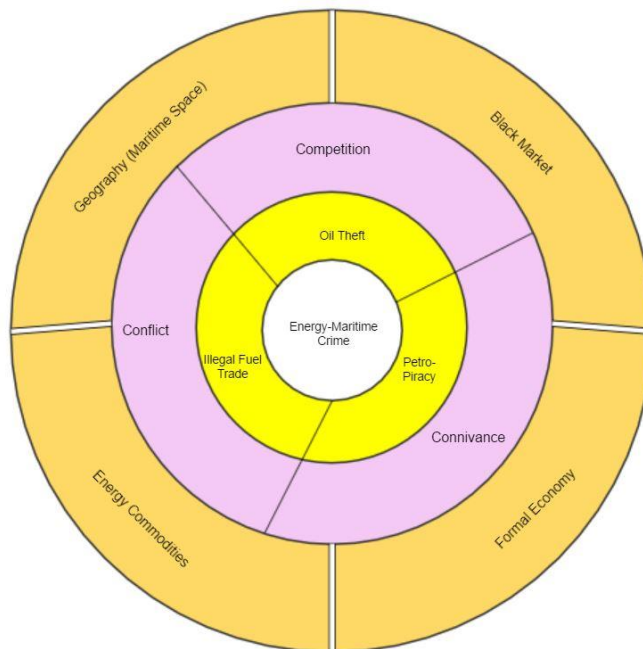 Geography (Maritime Space)
Black Market
Competition
Oil Theft
Energy-Maritime
Crime
Conflict
Illegal Fuel
Trade
Petro-
Piracy
Connivance
Energy Commodities
Formal Economy